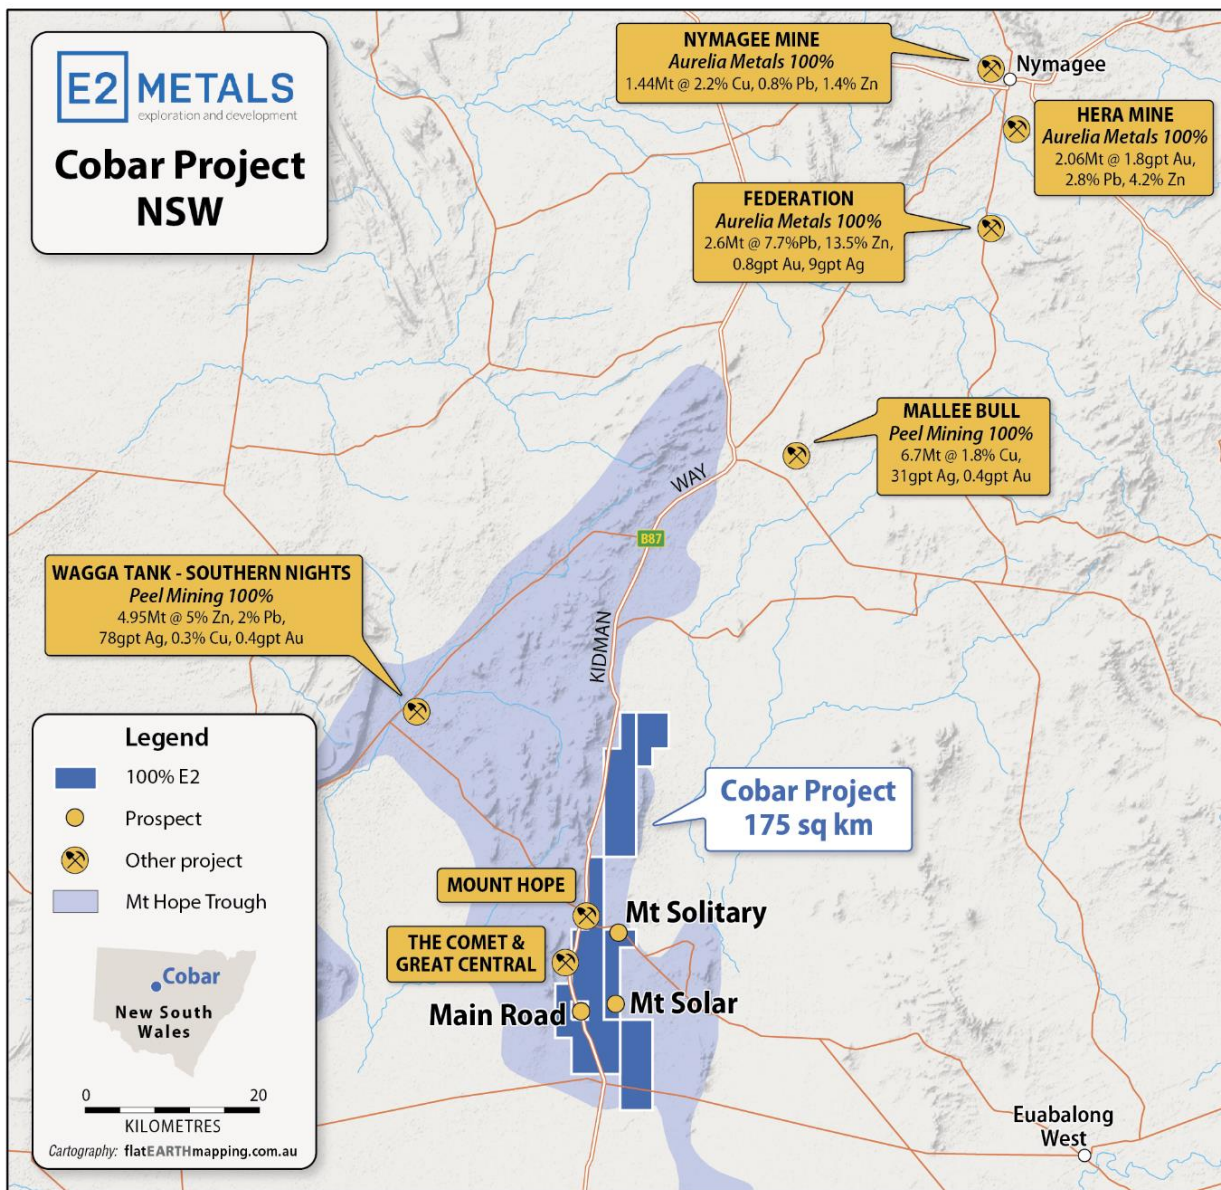 E2 METALS
exploration and development
Cobar Project
NSW
NYMAGEE MINE
Aurelia Metals 100%
1.44Mt @ 2.2% Cu, 0.8% Pb, 1.4% Zn
Nymagee
HERA MINE
Aurelia Metals 100%
2.06Mt @ 1.8gpt Au,
2.8% Pb, 4.2% Zn
FEDERATION
Aurelia Metals 100%
2.6Mt @ 7.7%Pb, 13.5% Zn,
0.8gpt Au, 9gpt Ag
MALLEE BULL
Peel Mining 100%
6.7Mt @ 1.8% Cu,
31gpt Ag, 0.4gpt Au
WAY
B87
KIDMAN
WAGGA TANK - SOUTHERN NIGHTS
Peel Mining 100%
4.95Mt @ 5% Zn, 2% Pb,
78gpt Ag, 0.3% Cu, 0.4gpt Au
Cobar Project
175 sq km
MOUNT HOPE
Mt Solitary
THE COMET &
GREAT CENTRAL
Main Road
Mt Solar
Euabalong
West
Legend
100% E2
Prospect
Other project
Mt Hope Trough
Cobar
New South
Wales
0 20
KILOMETRES
Cartography: flatEARTHmapping.com.au